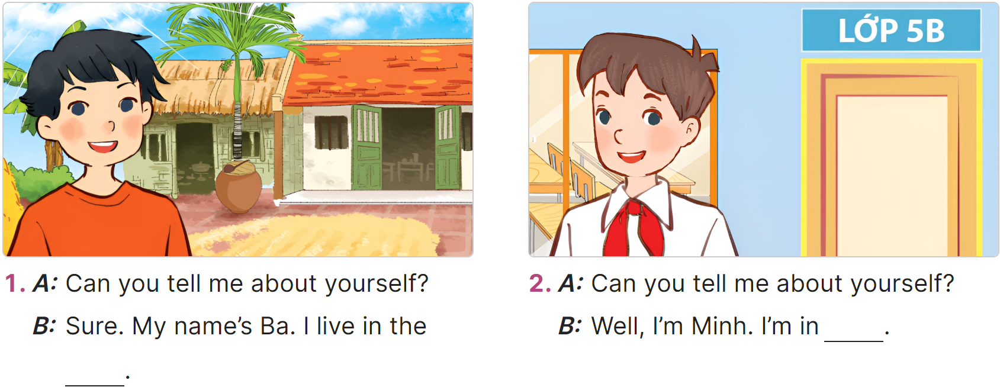 LỚP 5B
1. A: Can you tell me about yourself?
B: Sure. My name’s Ba. I live in the
_____.
2. A: Can you tell me about yourself?
B: Well, I’m Minh. I’m in _____.